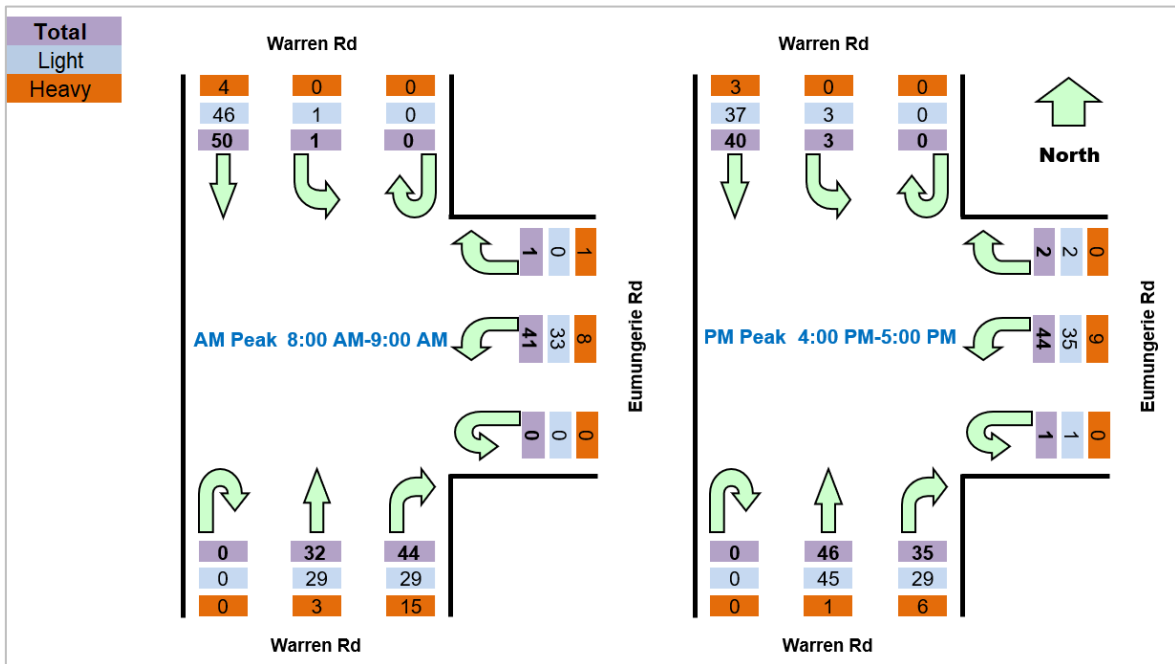 Total
Light
Heavy
Warren Rd
4 0 0
46 1 0
50 1 0
1 0 1
AM Peak 8:00 AM-9:00 AM
41 33 8
0 0 0
Eumungerie Rd
0 32 44
0 29 29
0 3 15
Warren Rd
Warren Rd
3 0 0
37 3 0
40 3 0
North
2 2 0
PM Peak 4:00 PM-5:00 PM
44 35 9
1 1 0
Eumungerie Rd
0 46 35
0 45 29
0 1 6
Warren Rd